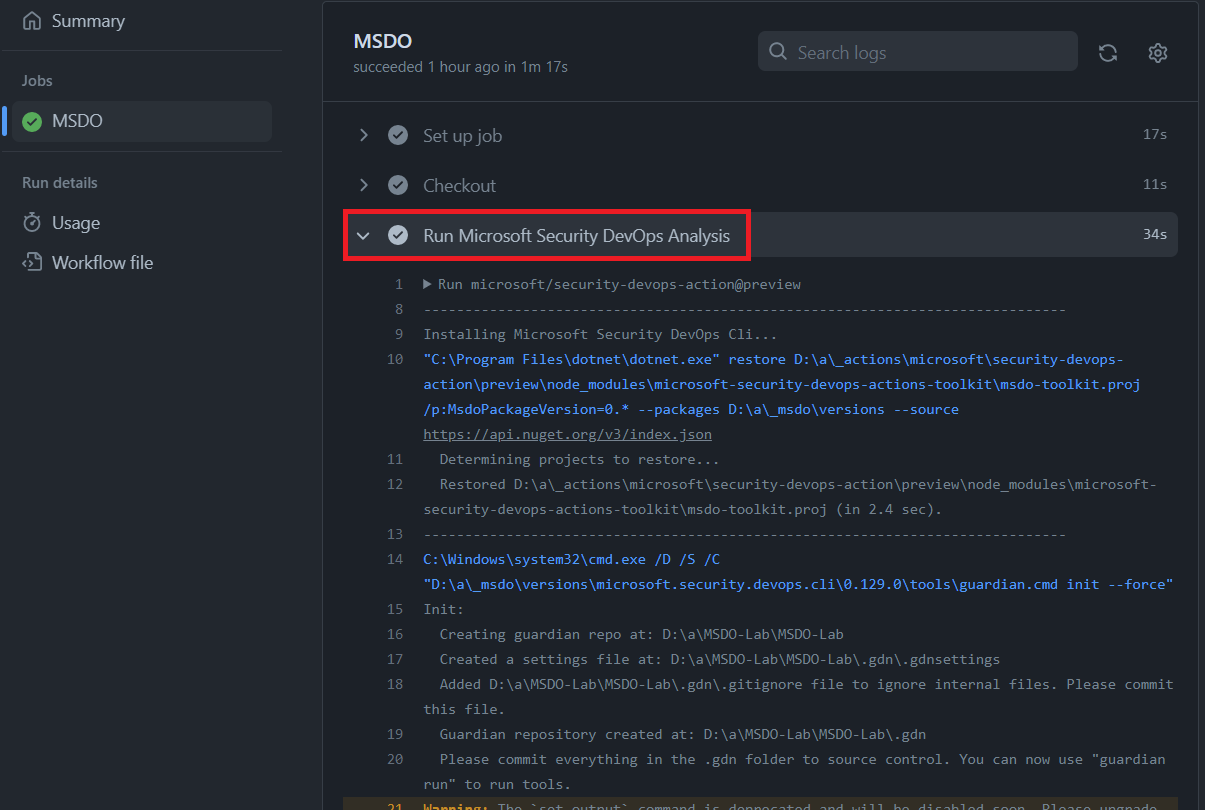 Summary
Jobs
MSDO
Run details
Usage
Workflow file
MSDO
succeeded 1 hour ago in 1m 17s
Search logs
Set up job 17s
Checkout 11s
Run Microsoft Security DevOps Analysis 34s
1 Run microsoft/security-devops-action@preview
8 --------------------------------------------------------------------------------
9 Installing Microsoft Security DevOps Cli...
10 "C:\Program Files\dotnet\dotnet.exe" restore D:\a\_actions\microsoft\security-devops-
action\preview\node_modules\microsoft-security-devops-actions-toolkit\msdo-toolkit.proj
/p:MsdoPackageVersion=0.* --packages D:\a\_msdo\versions --source
https://api.nuget.org/v3/index.json
11 Determining projects to restore...
12 Restored D:\a\_actions\microsoft\security-devops-action\preview\node_modules\microsoft-
security-devops-actions-toolkit\msdo-toolkit.proj (in 2.4 sec).
13 --------------------------------------------------------------------------------
14 C:\Windows\system32\cmd.exe /D /S /C
"D:\a\_msdo\versions\microsoft.security.devops.cli\0.129.0\tools\guardian.cmd init --force"
15 Init:
16 Creating guardian repo at: D:\a\MSDO-Lab\MSDO-Lab
17 Created a settings file at: D:\a\MSDO-Lab\MSDO-Lab\.gdn\.gdnsettings
18 Added D:\a\MSDO-Lab\MSDO-Lab\.gdn\.gitignore file to ignore internal files. Please commit
this file.
19 Guardian repository created at: D:\a\MSDO-Lab\MSDO-Lab\.gdn
20 Please commit everything in the .gdn folder to source control. You can now use "guardian
run" to run tools.
21 Warning: The `set-output` command is deprecated and will be disabled soon. Please upgrade